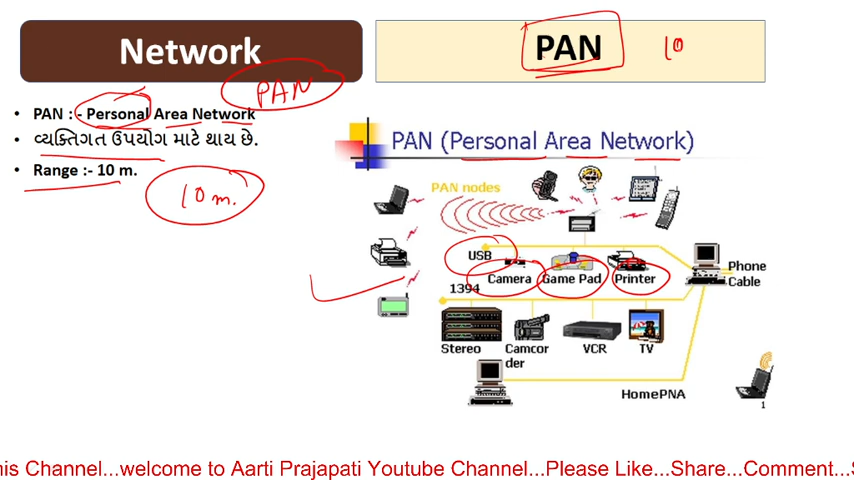 Network
PAN
10
PAN
• PAN : - Personal Area Network
• વ્યક્તિગત ઉપયોગ માટે થાય છે.
• Range :- 10 m.
10 m.
PAN (Personal Area Network)
PAN nodes
USB
Camera
Game Pad
Printer
Phone
Cable
1394
Stereo
Camcor
der
VCR
TV
HomePNA
1
his Channel...welcome to Aarti Prajapati Youtube Channel...Please Like...Share...Comment...S